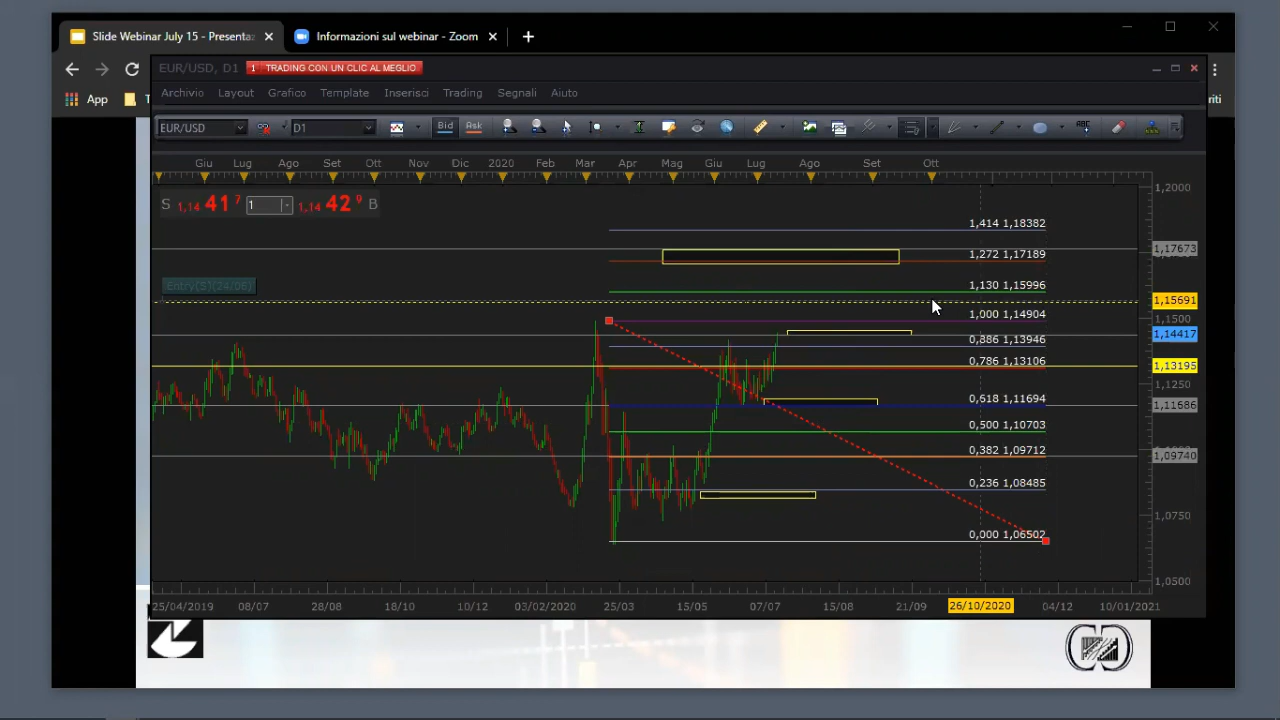 Slide Webinar July 15 - Presenta
Informazioni sul webinar - Zoom
App
T
riti
EUR/USD, D1
1 TRADING CON UN CLIC AL MEGLIO
Archivio Layout Grafico Template Inserisci Trading Segnali Aiuto
EUR/USD D1 Bid Ask ABC
Giu Lug Ago Set Ott Nov Dic 2020 Feb Mar Apr Mag Giu Lug Ago Set Ott
S 1,14 41 7 1 1,14 42 9 B
Entry(S)(24/06)
1,414 1,18382
1,272 1,17189
1,130 1,15996
1,000 1,14904
0,886 1,13946
0,786 1,13106
0,618 1,11694
0,500 1,10703
0,382 1,09712
0,236 1,08485
0,000 1,06502
1,2000
1,17673
1,15691
1,1500
1,14417
1,13195
1,1250
1,11686
1,09740
1,0750
1,0500
25/04/2019 08/07 28/08 18/10 10/12 03/02/2020 25/03 15/05 07/07 15/08 21/09 26/10/2020 04/12 10/01/2021